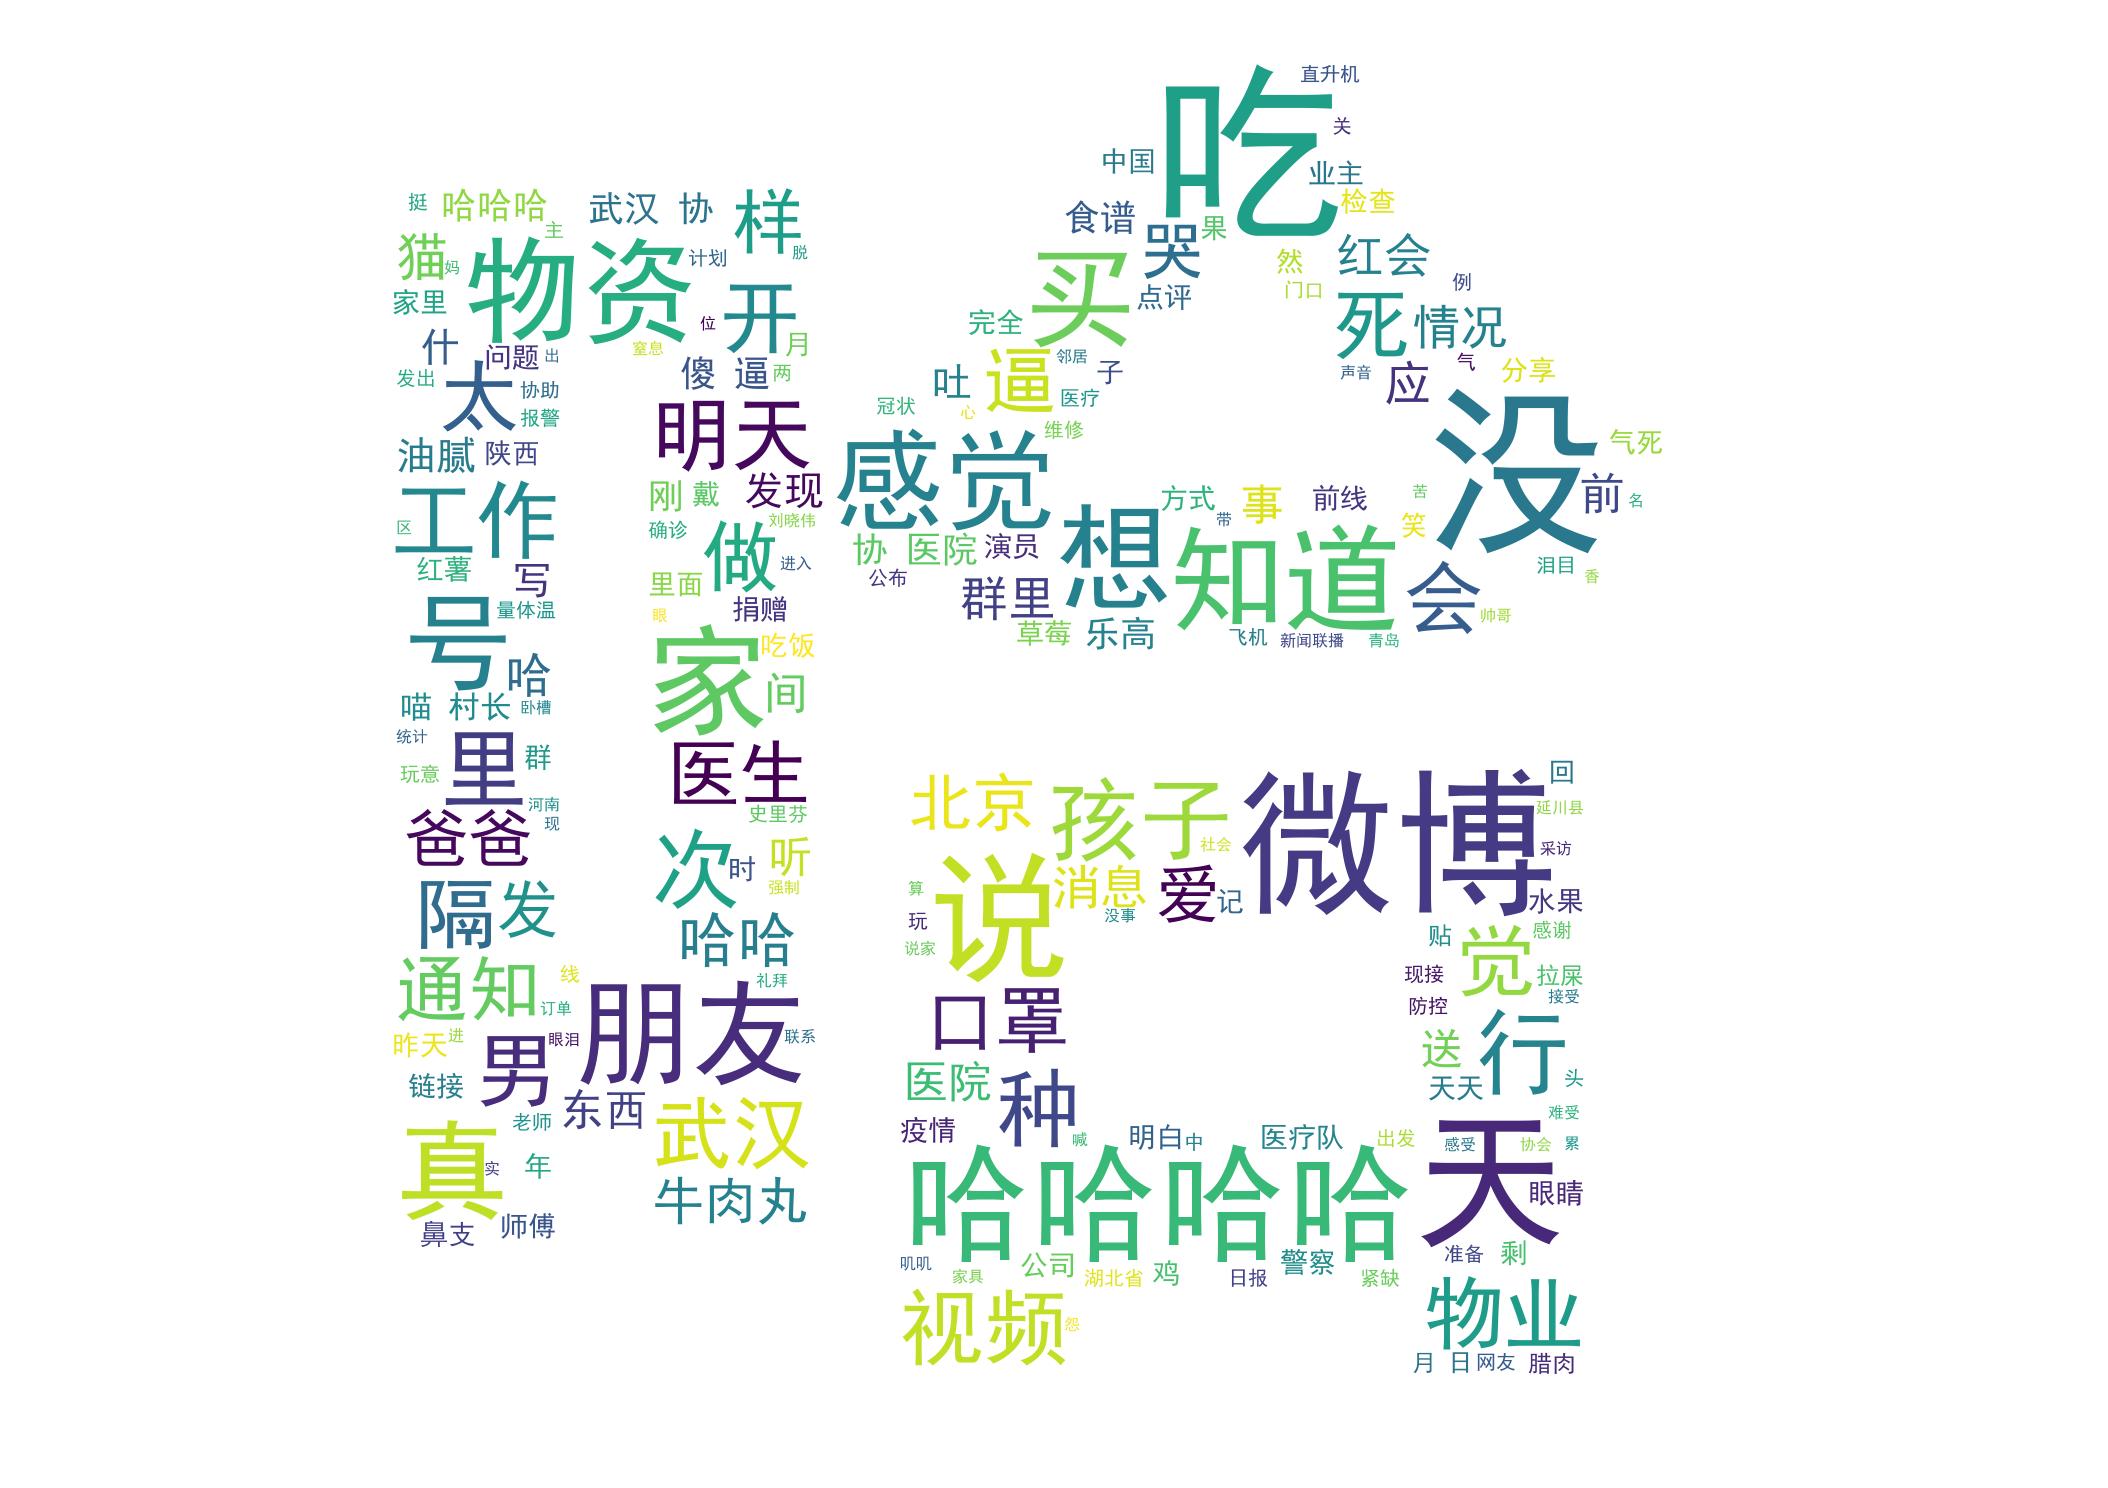 直升机
吃
关
中国
业主
检查
挺
哈哈哈
武汉
协
样
食谱
果
主
哭
红会
猫
妈
物资
计划
脱
买
然
家里
开
点评
门口
例
位
月
完全
死
情况
什
问题
出
窒息
傻
逼
两
逼
邻居
子
声音
应
气
分享
发出
太
协助
吐
医疗
报警
明天
冠状
心
没
油腻
陕西
维修
气死
发现
感觉
工作
刚
戴
方式
事
前线
苦
前
名
区
确诊
刘晓伟
想
带
笑
做
协
医院
演员
知道
红薯
写
里面
进入
公布
泪目
香
群里
会
号
量体温
眼
捐赠
草莓
乐高
帅哥
吃饭
飞机
新闻联播
青岛
哈
家
间
喵
村长
卧槽
统计
里
群
医生
玩意
北京
孩子
微博
回
河南
现
史里芬
延川县
爸爸
次
时
听
社会
采访
说
消息
爱
记
水果
隔
发
强制
算
没事
玩
哈哈
说家
贴
觉
感谢
通知
线
礼拜
现接
拉屎
订单
朋友
口罩
防控
接受
昨天
进
男
眼泪
联系
送
行
链接
医院
种
天天
头
老师
东西
武汉
疫情
喊
明白
中
医疗队
出发
天
难受
真
实
年
感受
协会
累
哈哈哈哈
牛肉丸
眼睛
鼻支
师傅
叽叽
家具
公司
湖北省
鸡
日报
警察
紧缺
准备
剩
视频
怨
物业
月
日
网友
腊肉